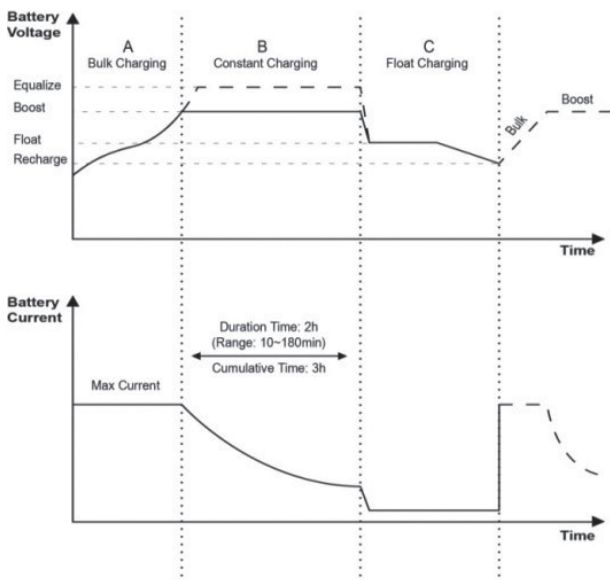 Battery
Voltage
A
Bulk Charging
B
Constant Charging
C
Float Charging
Equalize
Boost
Float
Recharge
Bulk
Boost
Time
Battery
Current
Duration Time: 2h
(Range: 10~180min)
Cumulative Time: 3h
Max Current
Time